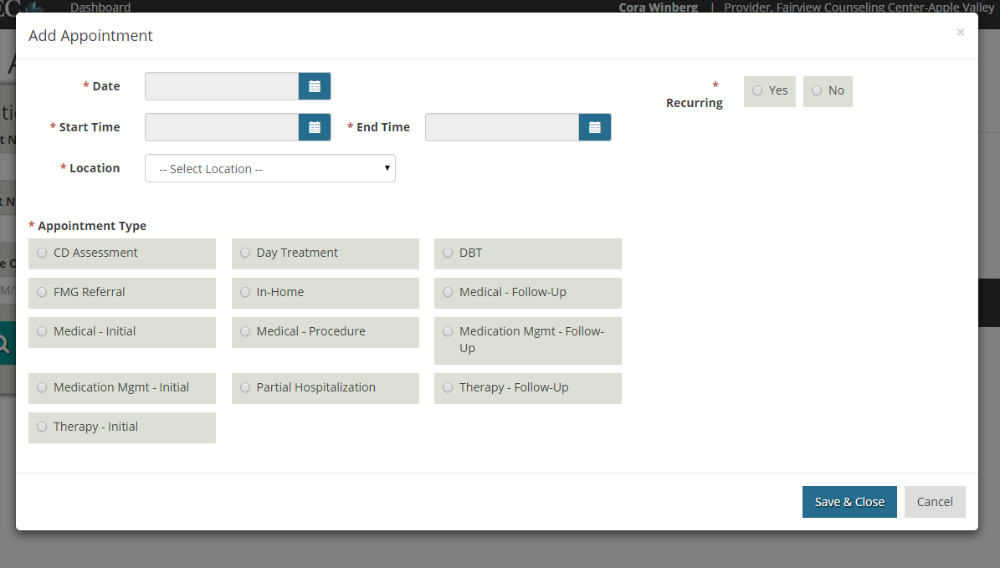 EC Dashboard Cora Winberg | Provider, Fairview Counseling Center-Apple Valley
Add Appointment ×
* Date
* Recurring
Yes
No
* Start Time
* End Time
* Location
-- Select Location --
* Appointment Type
CD Assessment
Day Treatment
DBT
FMG Referral
In-Home
Medical - Follow-Up
Medical - Initial
Medical - Procedure
Medication Mgmt - Follow-
Up
Medication Mgmt - Initial
Partial Hospitalization
Therapy - Follow-Up
Therapy - Initial
Save & Close
Cancel